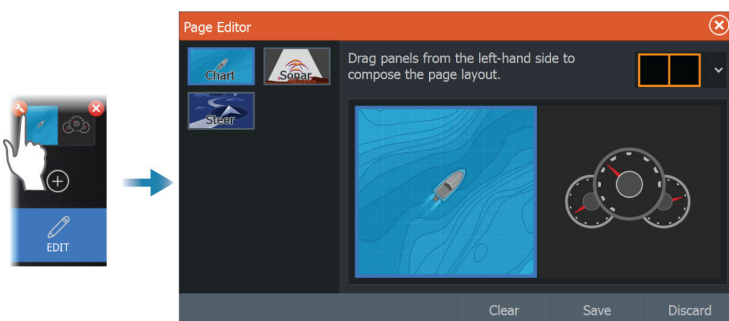 Page Editor
Chart
Sonar
Steer
Drag panels from the left-hand side to
compose the page layout.
EDIT
Clear Save Discard